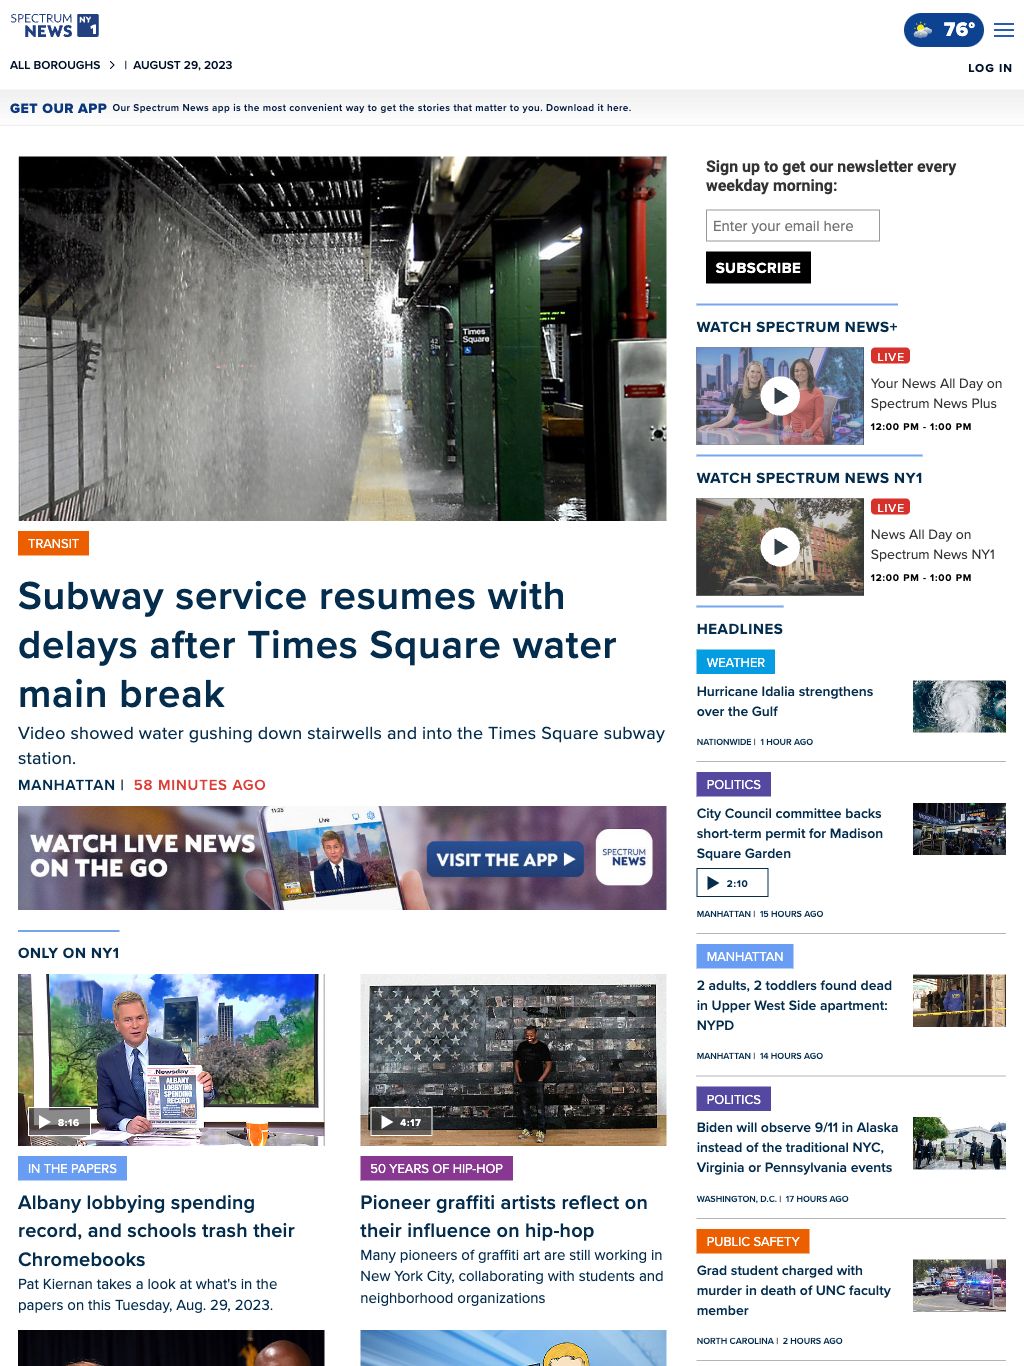 SPECTRUM
NEWS NY 1
76°
ALL BOROUGHS > | AUGUST 29, 2023
LOG IN
GET OUR APP Our Spectrum News app is the most convenient way to get the stories that matter to you. Download it here.
Times
Square
42
TRANSIT
Subway service resumes with
delays after Times Square water
main break
Video showed water gushing down stairwells and into the Times Square subway
station.
MANHATTAN | 58 MINUTES AGO
WATCH LIVE NEWS
ON THE GO
11:23
Live
VISIT THE APP
SPECTRUM
NEWS
ONLY ON NY1
Newsday
ALBANY
LOBBYING
SPENDING
RECORD
8:16
IN THE PAPERS
Albany lobbying spending
record, and schools trash their
Chromebooks
Pat Kiernan takes a look at what's in the
papers on this Tuesday, Aug. 29, 2023.
4:17
50 YEARS OF HIP-HOP
Pioneer graffiti artists reflect on
their influence on hip-hop
Many pioneers of graffiti art are still working in
New York City, collaborating with students and
neighborhood organizations
Sign up to get our newsletter every
weekday morning:
Enter your email here
SUBSCRIBE
WATCH SPECTRUM NEWS+
LIVE
Your News All Day on
Spectrum News Plus
12:00 PM - 1:00 PM
WATCH SPECTRUM NEWS NY1
LIVE
News All Day on
Spectrum News NY1
12:00 PM - 1:00 PM
HEADLINES
WEATHER
Hurricane Idalia strengthens
over the Gulf
NATIONWIDE | 1 HOUR AGO
POLITICS
City Council committee backs
short-term permit for Madison
Square Garden
2:10
MANHATTAN | 15 HOURS AGO
MANHATTAN
2 adults, 2 toddlers found dead
in Upper West Side apartment:
NYPD
MANHATTAN | 14 HOURS AGO
POLITICS
Biden will observe 9/11 in Alaska
instead of the traditional NYC,
Virginia or Pennsylvania events
WASHINGTON, D.C. | 17 HOURS AGO
PUBLIC SAFETY
Grad student charged with
murder in death of UNC faculty
member
NORTH CAROLINA | 2 HOURS AGO